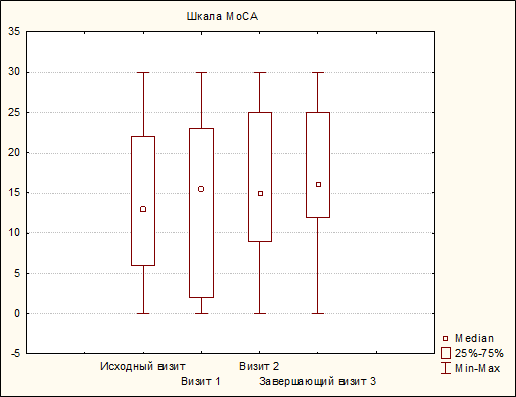 Шкала MoCA
35
30
25
20
15
10
5
0
-5
Исходный визит
Визит 1
Визит 2
Завершающий визит 3
Median
25%-75%
Min-Max